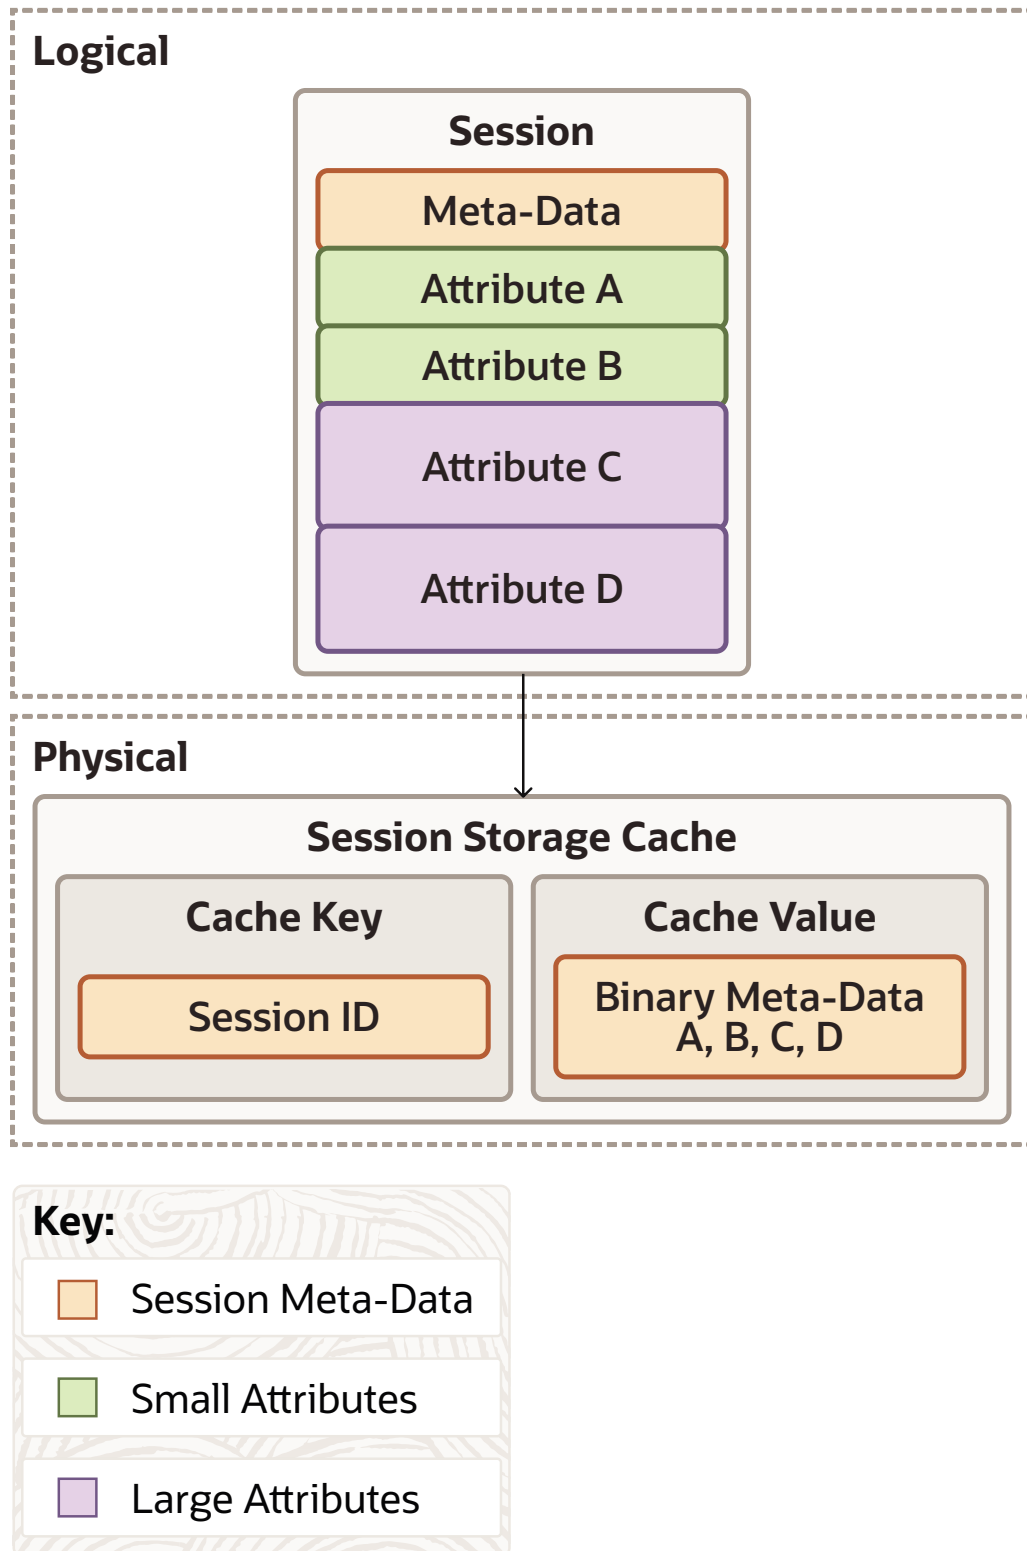 Logical
Session
Meta-Data
Attribute A
Attribute B
Attribute C
Attribute D
Physical
Session Storage Cache
Cache Key
Session ID
Cache Value
Binary Meta-Data
A, B, C, D
Key:
Session Meta-Data
Small Attributes
Large Attributes